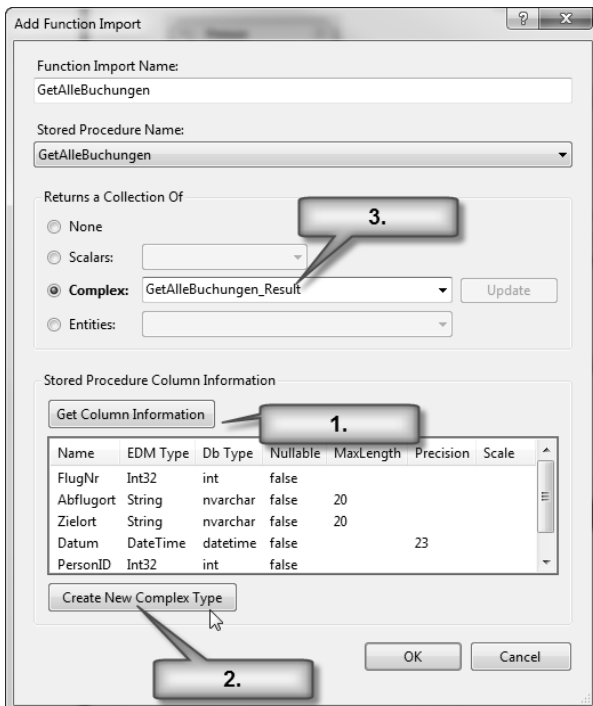 Add Function Import
Function Import Name:
GetAlleBuchungen
Stored Procedure Name:
GetAlleBuchungen
Returns a Collection Of
None
3.
Scalars:
Complex: GetAlleBuchungen_Result Update
Entities:
Stored Procedure Column Information
Get Column Information
1.
Name EDM Type Db Type Nullable MaxLength Precision Scale
FlugNr Int32 int false
Abflugort String nvarchar false 20
Zielort String nvarchar false 20
Datum DateTime datetime false 23
PersonID Int32 int false
Create New Complex Type
2.
OK Cancel